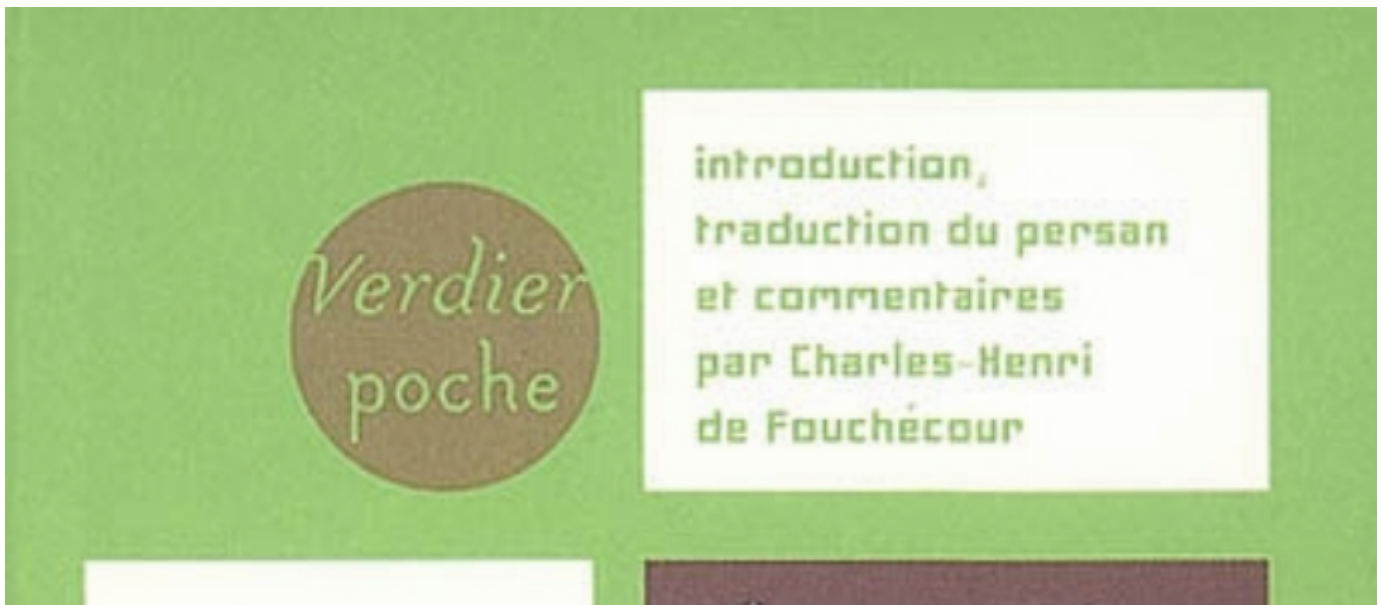 Verdier
poche
introduction,
traduction du persan
et commentaires
par Charles-Henri
de Fouchécour